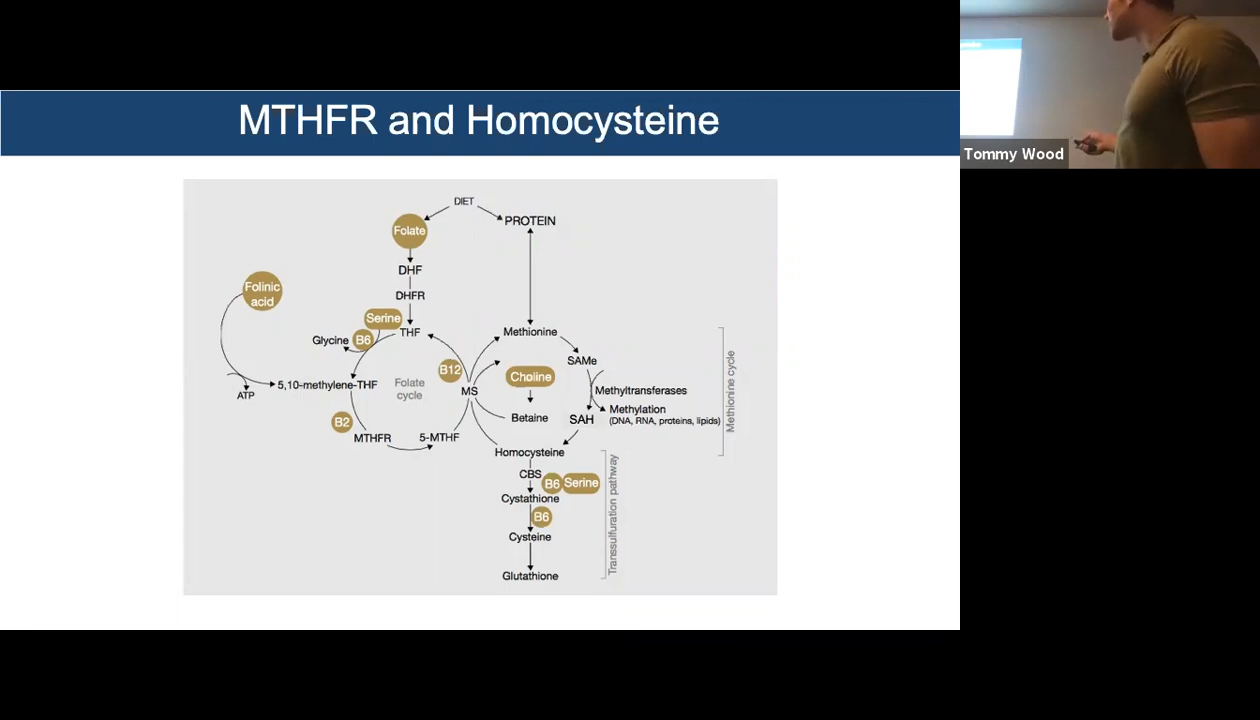 MTHFR and Homocysteine
Tommy Wood
DIET
Folate
PROTEIN
DHF
DHFR
Folinic
acid
Serine
THF
Glycine
B6
Methionine
SAMe
B12
Choline
5,10-methylene-THF
ATP
Folate
cycle
MS
Methyltransferases
Methylation
(DNA, RNA, proteins, lipids)
Methionine cycle
B2
Betaine
SAH
MTHFR
5-MTHF
Homocysteine
CBS
B6
Serine
Cystathione
B6
Cysteine
Glutathione
Transsulfuration pathway